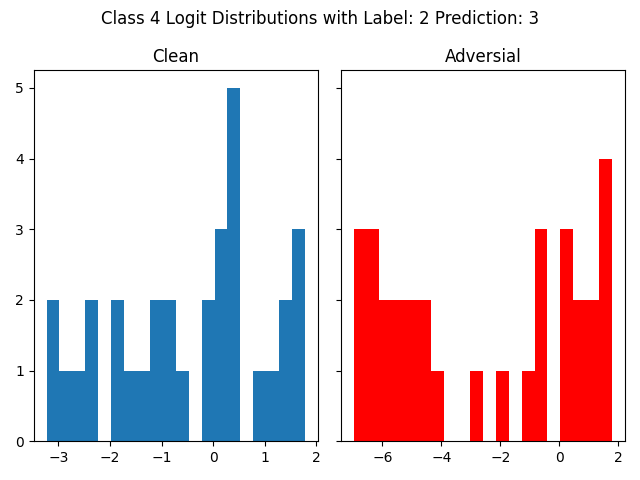 Class 4 Logit Distributions with Label: 2 Prediction: 3
Clean
Adversial
5
4
3
2
1
0
−3 −2 −1 0 1 2
−6 −4 −2 0 2